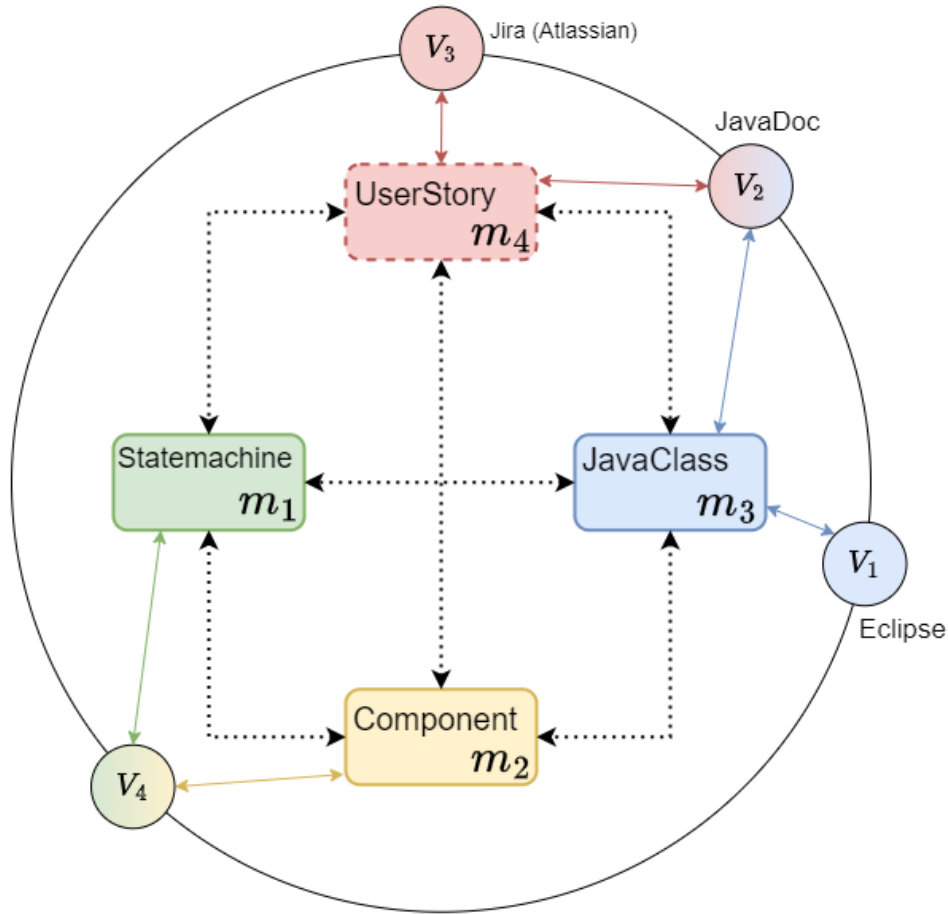 V3
Jira (Atlassian)
JavaDoc
V2
UserStory
m4
Statemachine
m1
JavaClass
m3
V1
Eclipse
Component
m2
V4